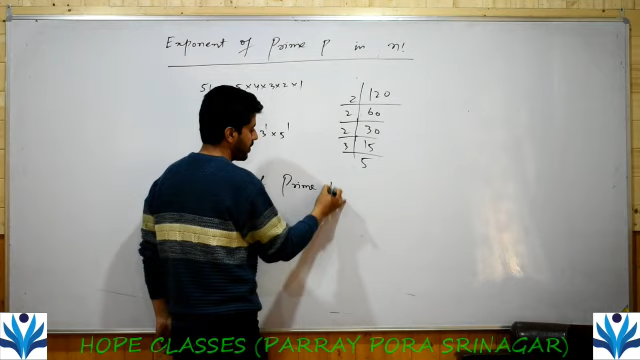 Exponent of Prime P in n!
5! 5×4×3×2×1
2 | 120
2 | 60
2 | 30
3 | 15
5
3¹ × 5¹
Prime
HOPE CLASSES (PARRAY PORA SRINAGAR)